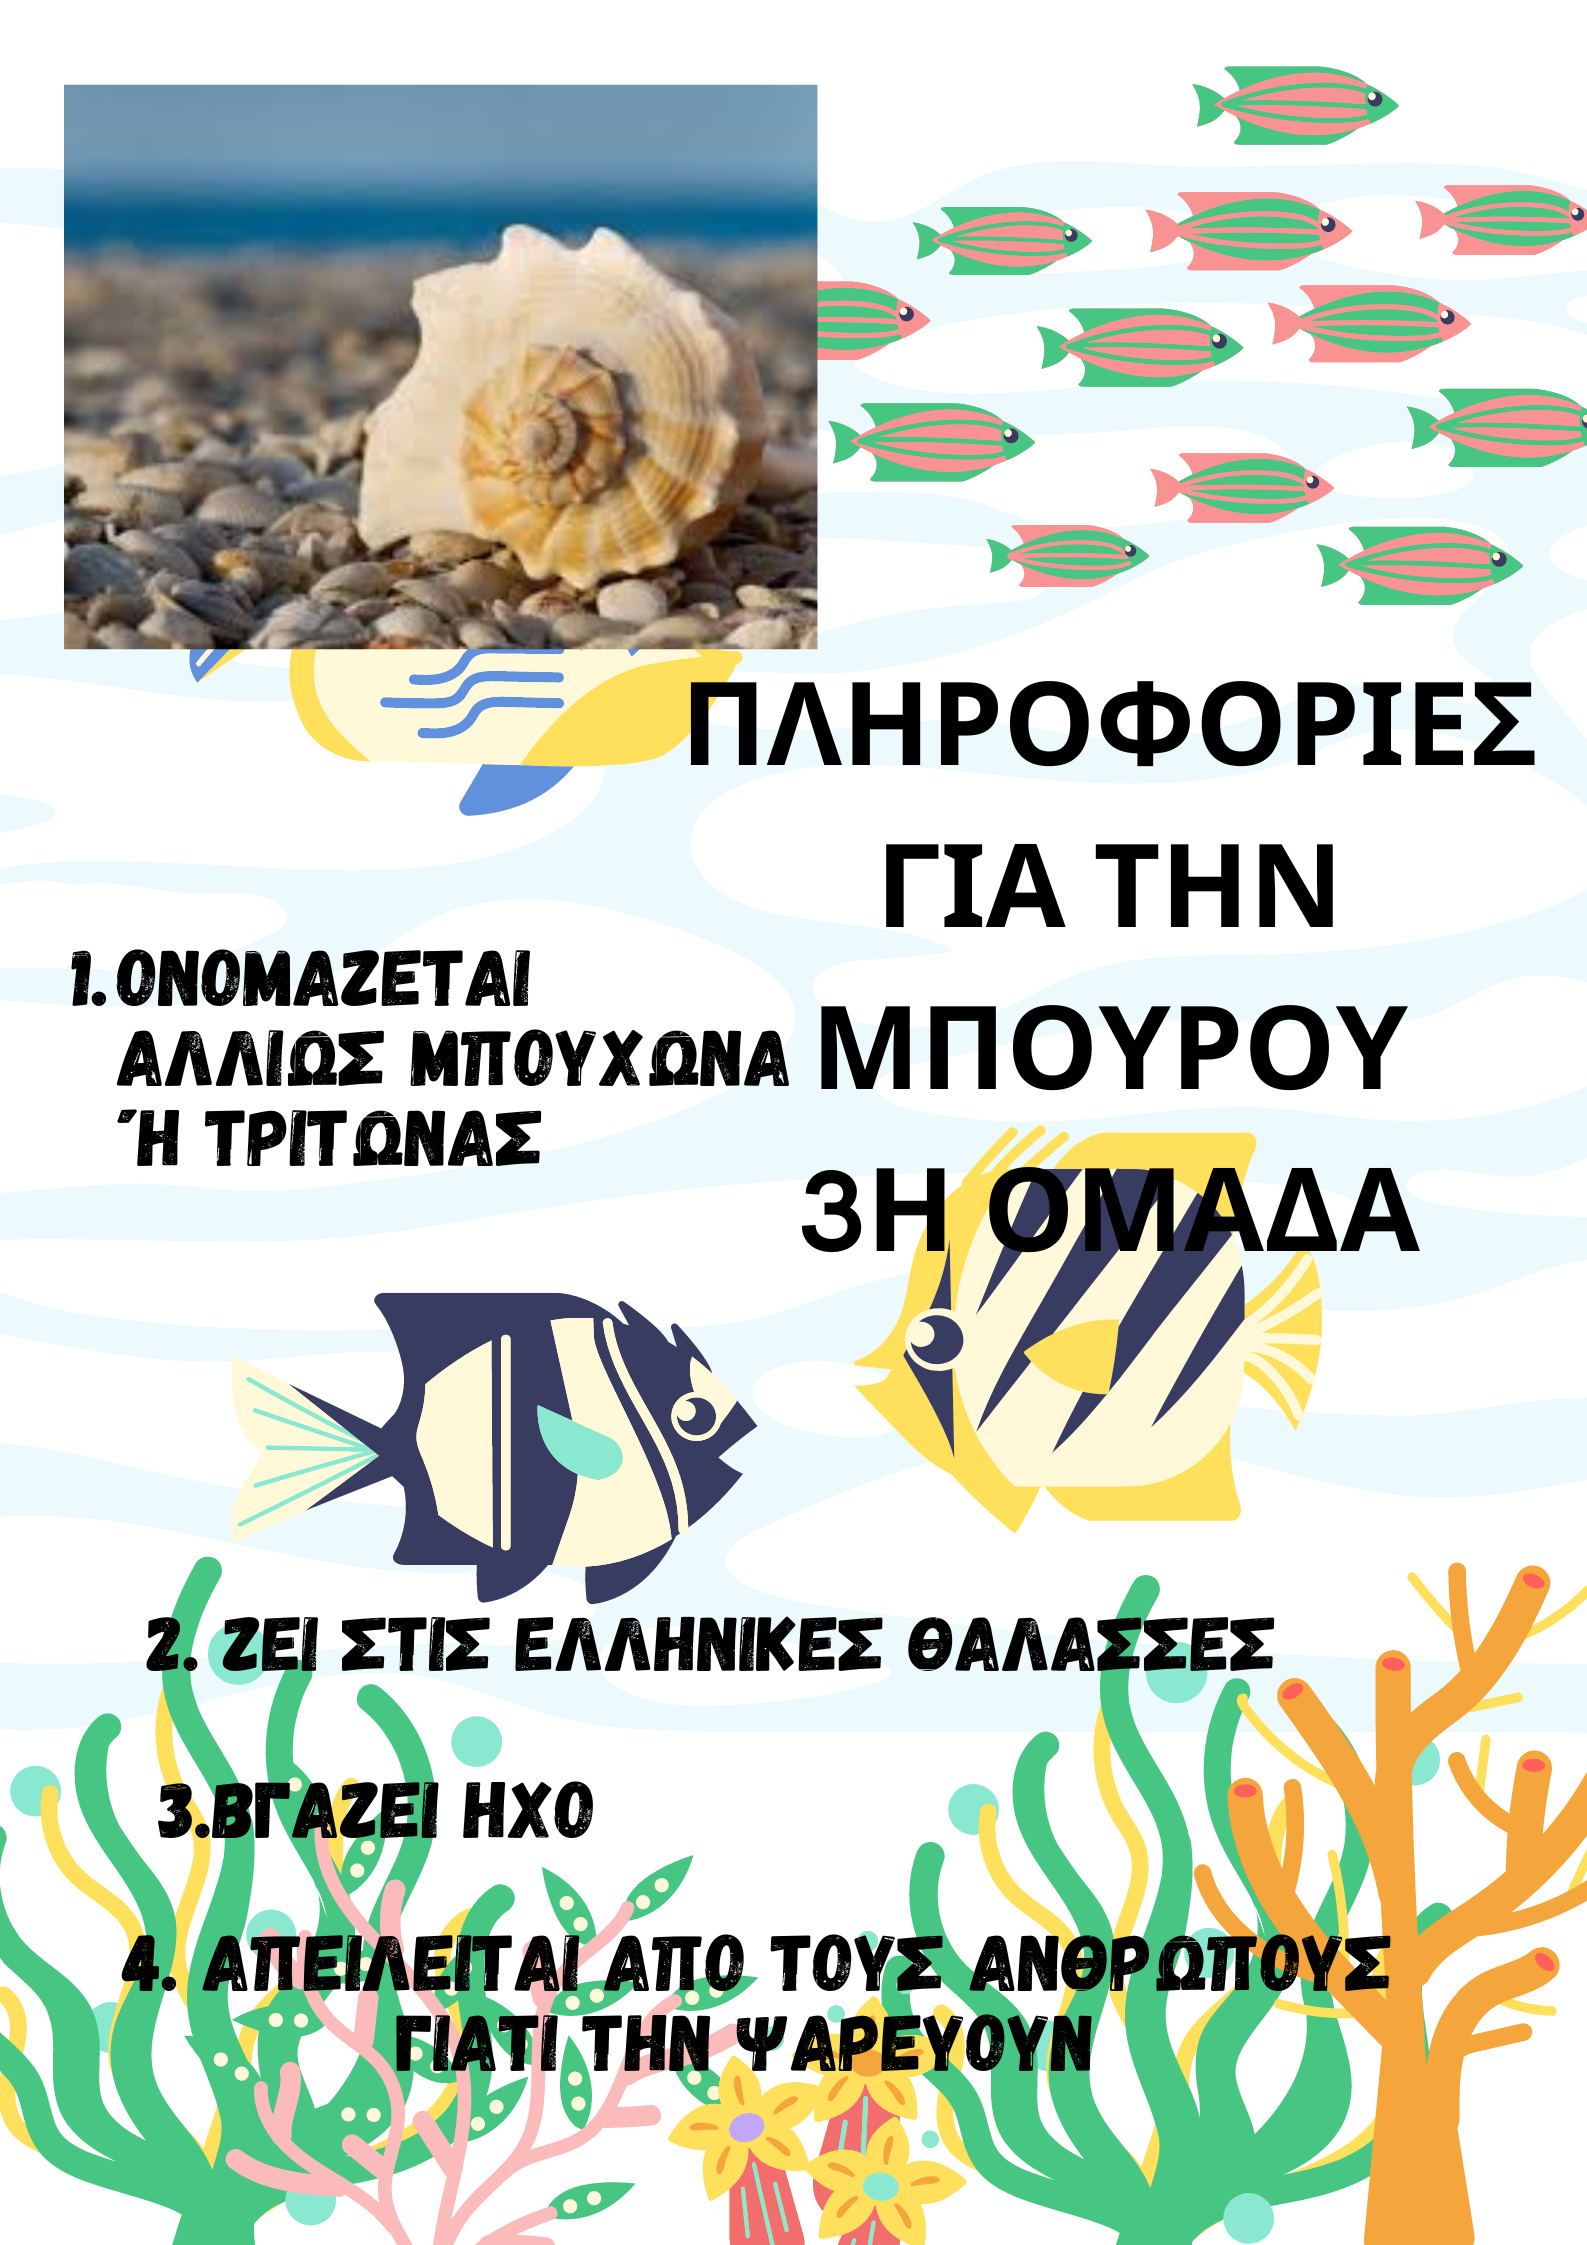 ΠΛΗΡΟΦΟΡΙΕΣ
ΓΙΑ ΤΗΝ
ΜΠΟΥΡΟΥ
3Η ΟΜΑΔΑ
1. ΟΝΟΜΑΖΕΤΑΙ
ΑΛΛΙΩΣ ΜΠΟΥΧΩΝΑ
Ή ΤΡΙΤΩΝΑΣ
2. ΖΕΙ ΣΤΙΣ ΕΛΛΗΝΙΚΕΣ ΘΑΛΑΣΣΕΣ
3.ΒΓΑΖΕΙ ΗΧΟ
4. ΑΠΕΙΛΕΙΤΑΙ ΑΠΟ ΤΟΥΣ ΑΝΘΡΩΠΟΥΣ
ΓΙΑΤΙ ΤΗΝ ΨΑΡΕΥΟΥΝ